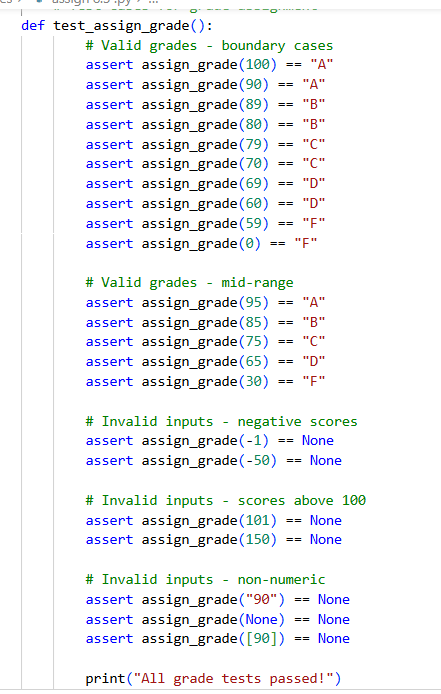 def test_assign_grade():
# Valid grades - boundary cases
assert assign_grade(100) == "A"
assert assign_grade(90) == "A"
assert assign_grade(89) == "B"
assert assign_grade(80) == "B"
assert assign_grade(79) == "C"
assert assign_grade(70) == "C"
assert assign_grade(69) == "D"
assert assign_grade(60) == "D"
assert assign_grade(59) == "F"
assert assign_grade(0) == "F"
# Valid grades - mid-range
assert assign_grade(95) == "A"
assert assign_grade(85) == "B"
assert assign_grade(75) == "C"
assert assign_grade(65) == "D"
assert assign_grade(30) == "F"
# Invalid inputs - negative scores
assert assign_grade(-1) == None
assert assign_grade(-50) == None
# Invalid inputs - scores above 100
assert assign_grade(101) == None
assert assign_grade(150) == None
# Invalid inputs - non-numeric
assert assign_grade("90") == None
assert assign_grade(None) == None
assert assign_grade([90]) == None
print("All grade tests passed!")